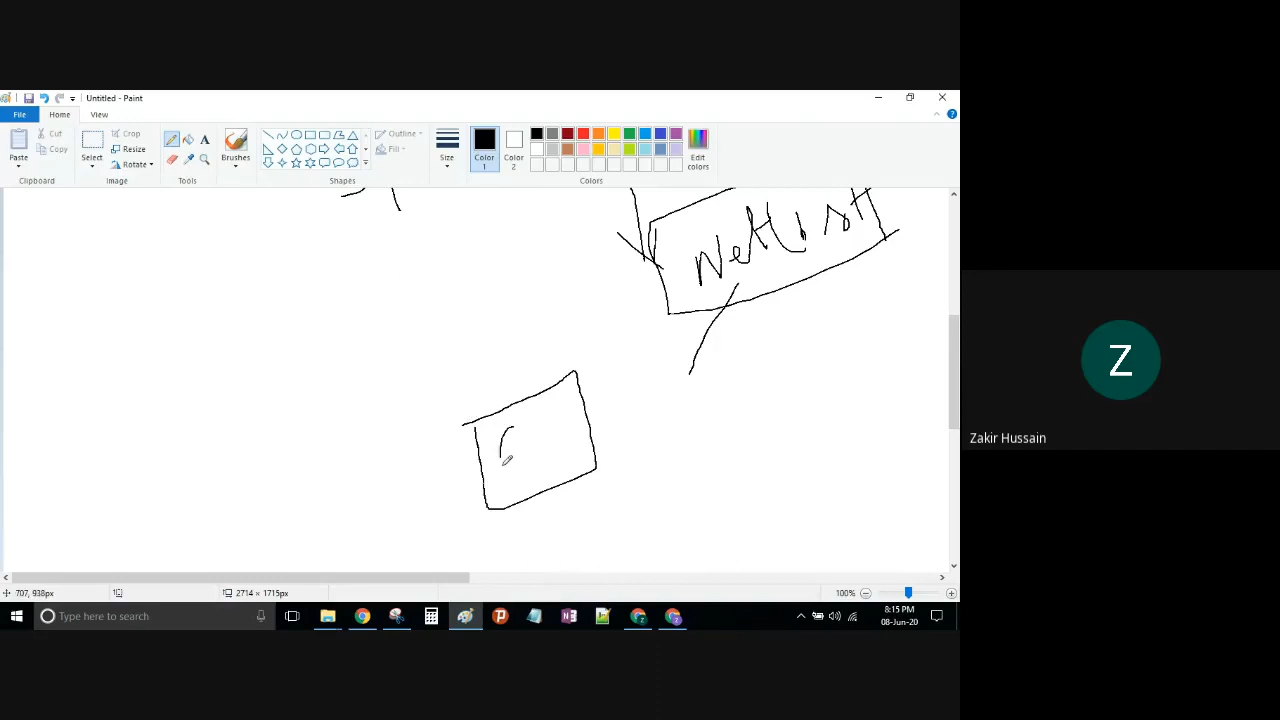 Untitled - Paint
File
Home
View
Cut
Copy
Paste
Clipboard
Crop
Resize
Rotate
Select
Image
Tools
Brushes
Shapes
Outline
Fill
Size
Color 1
Color 2
Edit colors
Colors
Z
Zakir Hussain
707, 938px
2714 × 1715px
100%
Type here to search
8:15 PM
08-Jun-20